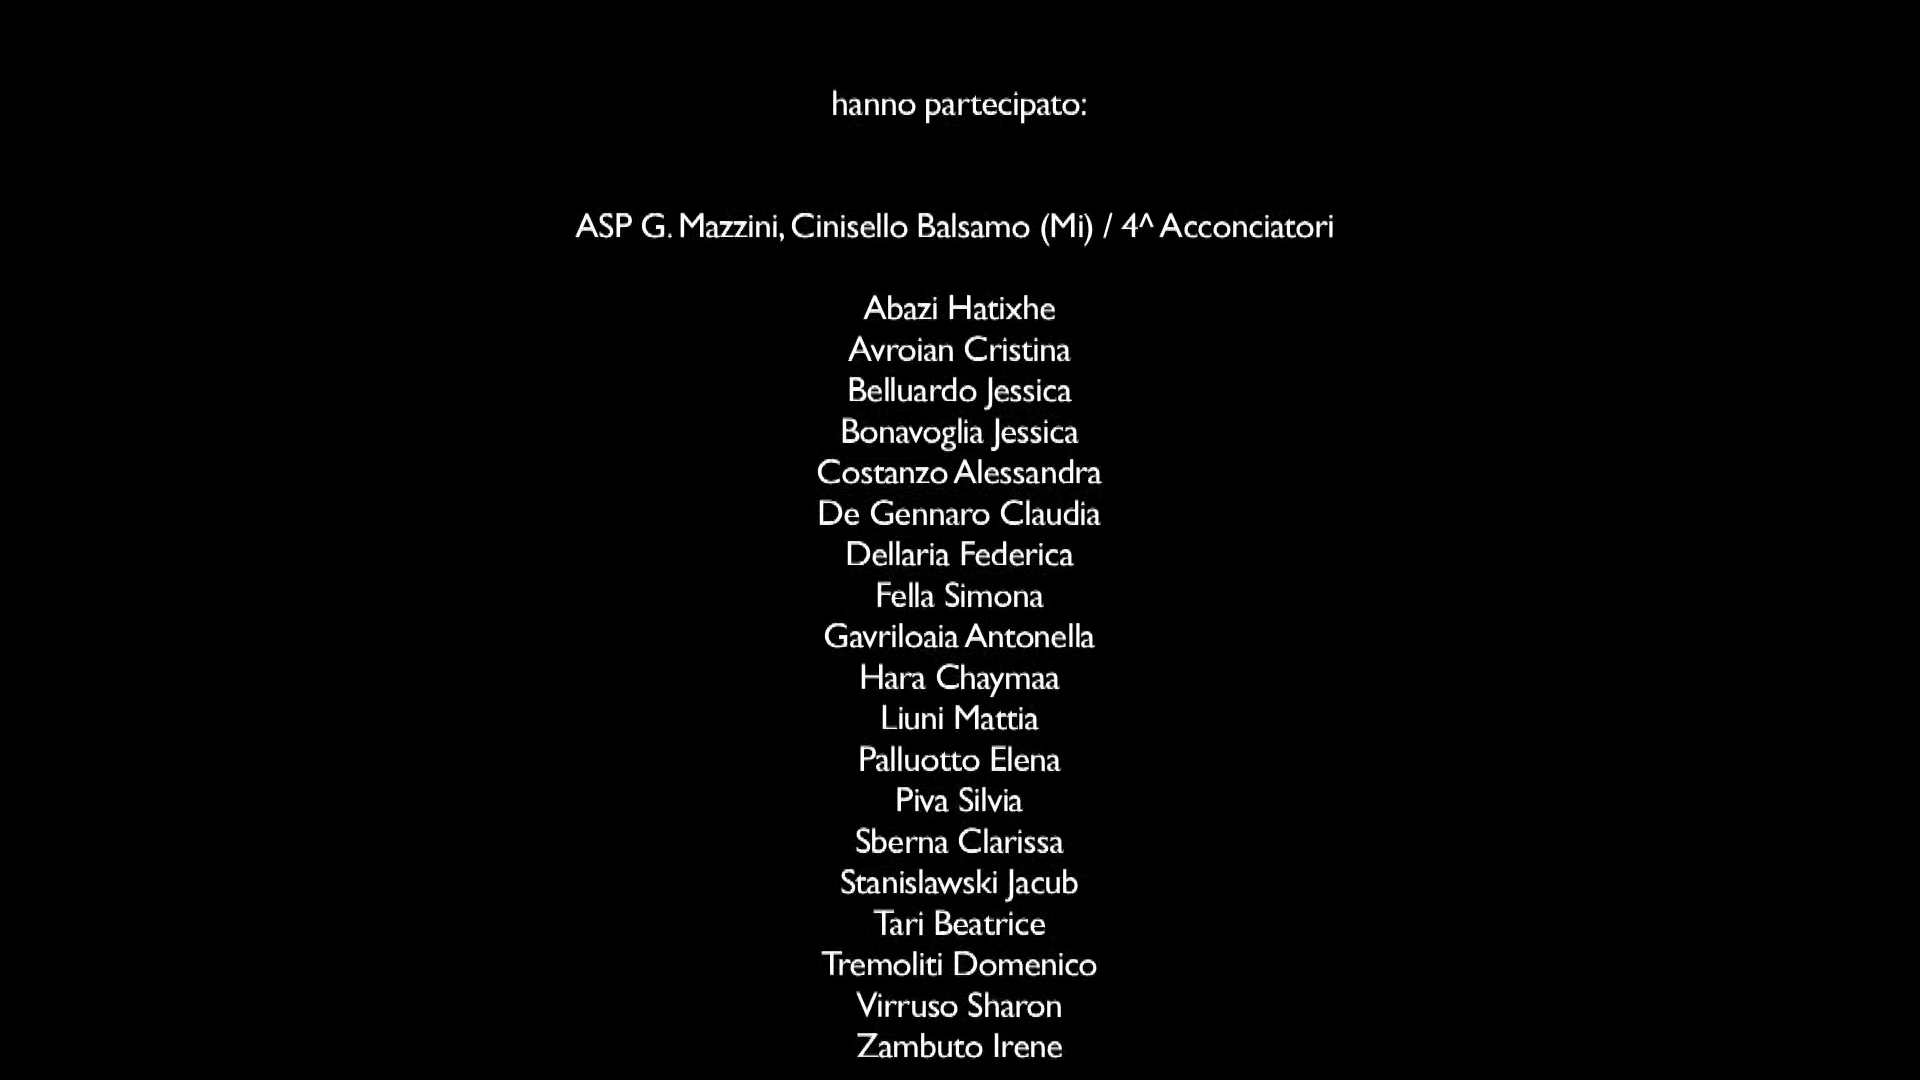 hanno partecipato:
ASP G. Mazzini, Cinisello Balsamo (Mi) / 4^ Acconciatori
Abazi Hatixhe
Avroian Cristina
Belluardo Jessica
Bonavoglia Jessica
Costanzo Alessandra
De Gennaro Claudia
Dellaria Federica
Fella Simona
Gavriloaia Antonella
Hara Chaymaa
Liuni Mattia
Palluotto Elena
Piva Silvia
Sberna Clarissa
Stanislawski Jacub
Tari Beatrice
Tremoliti Domenico
Virruso Sharon
Zambuto Irene